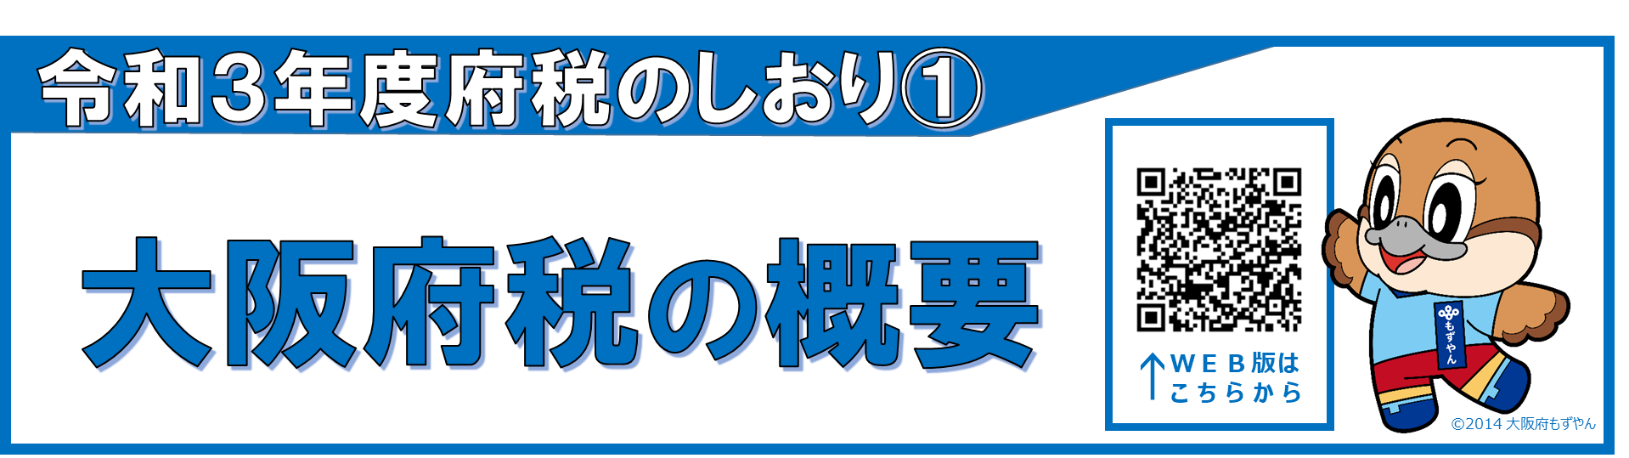 令和３年度府税のしおり①
大阪府税の概要
↑ＷＥＢ版は
こちらから
もずやん
©2014 大阪府もずやん